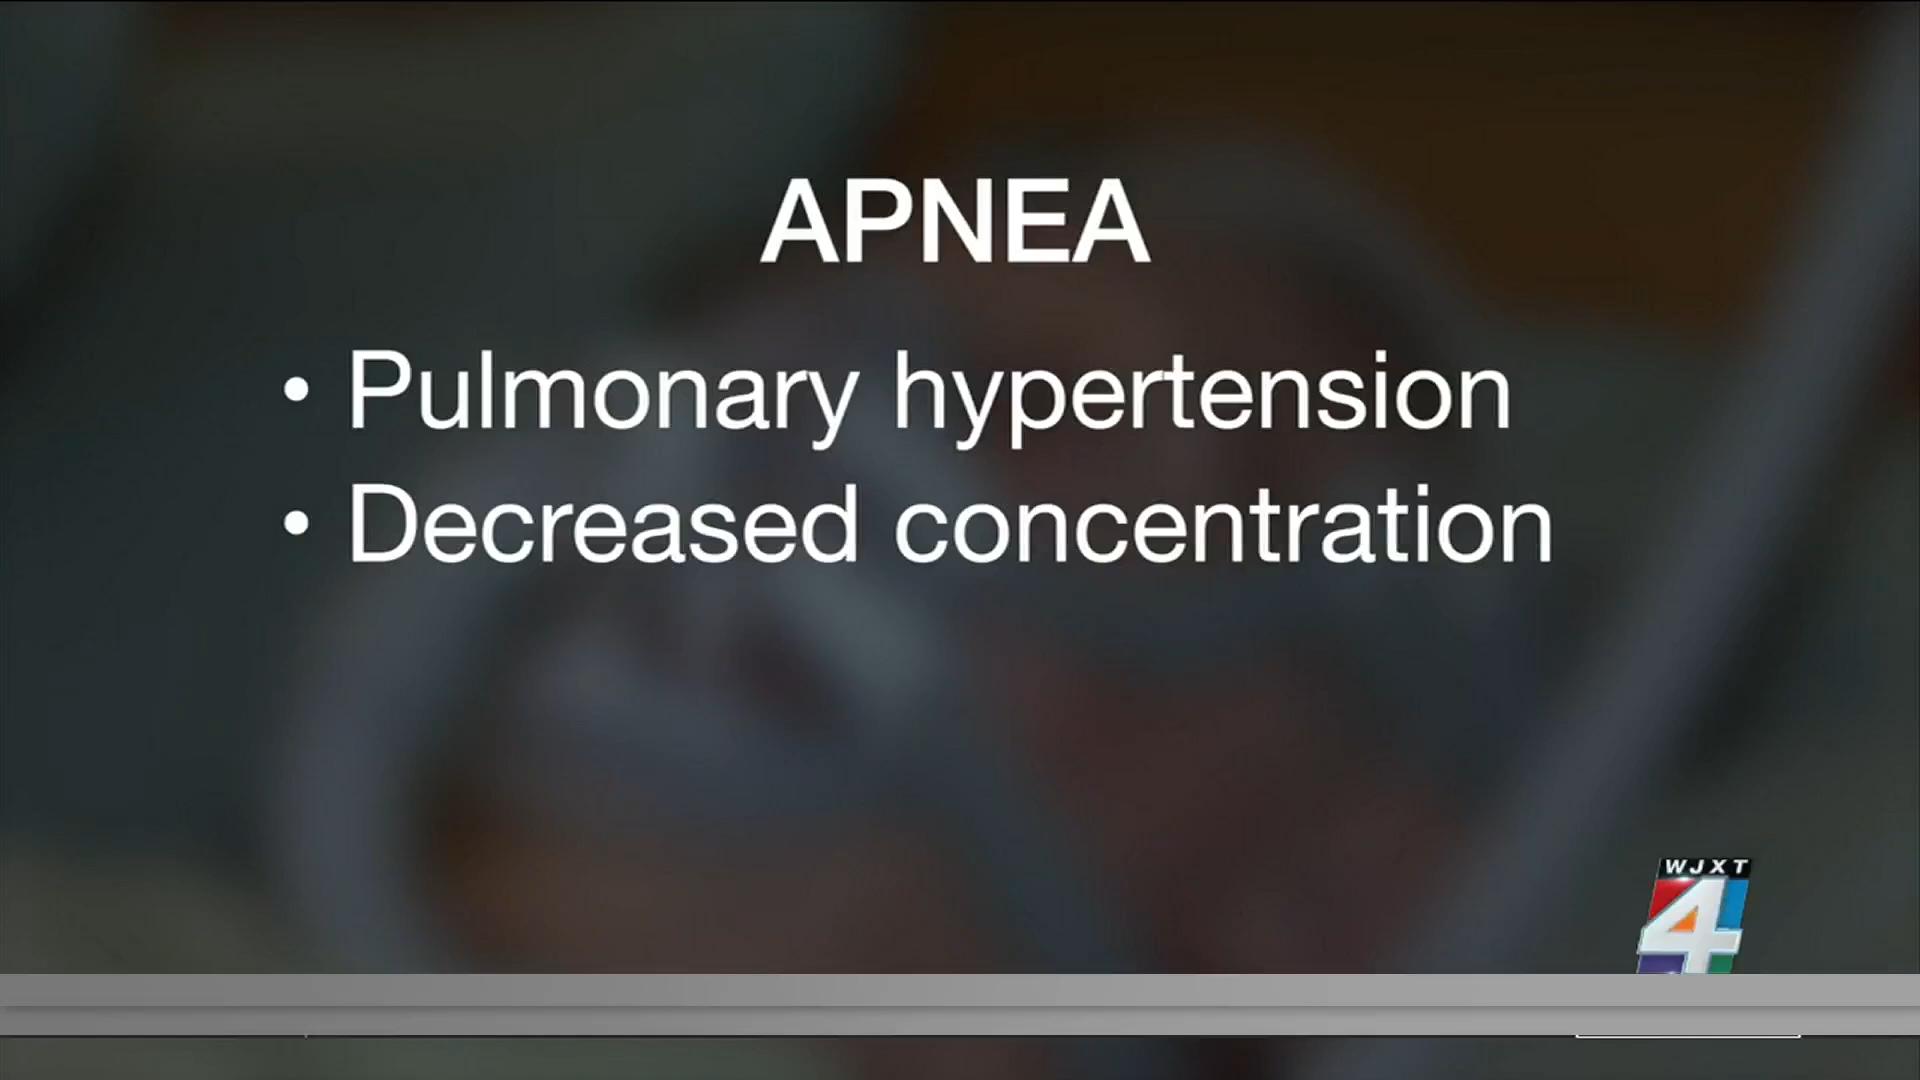 APNEA
• Pulmonary hypertension
• Decreased concentration
WJXT
4